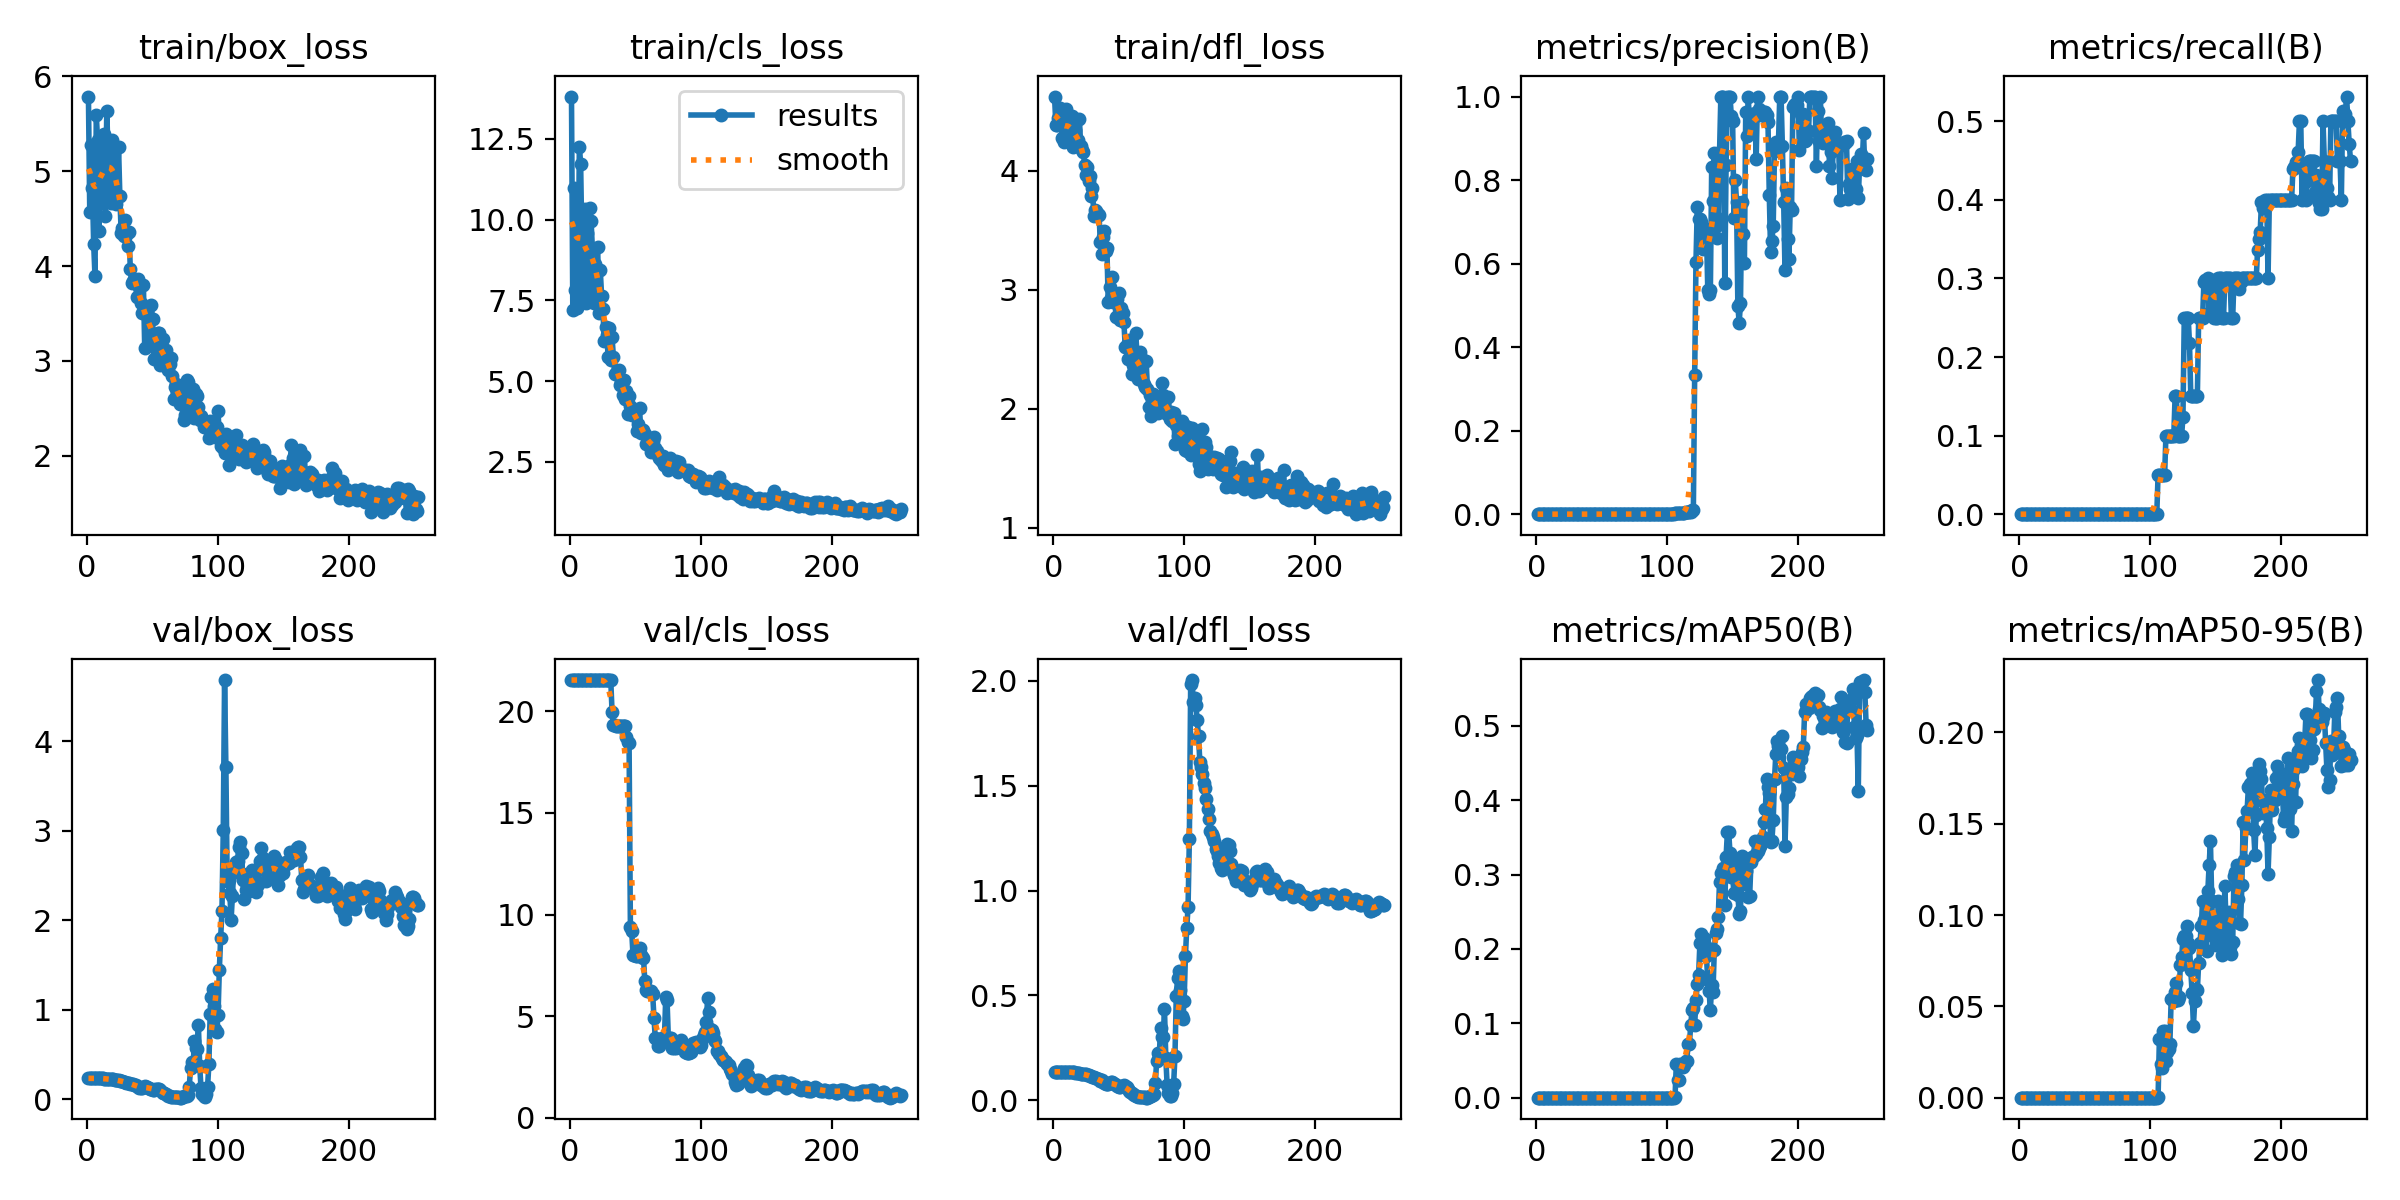 train/box_loss
6
5
4
3
2
0 100 200
train/cls_loss
results
smooth
12.5
10.0
7.5
5.0
2.5
0 100 200
train/dfl_loss
4
3
2
1
0 100 200
metrics/precision(B)
1.0
0.8
0.6
0.4
0.2
0.0
0 100 200
metrics/recall(B)
0.5
0.4
0.3
0.2
0.1
0.0
0 100 200
val/box_loss
4
3
2
1
0
0 100 200
val/cls_loss
20
15
10
5
0
0 100 200
val/dfl_loss
2.0
1.5
1.0
0.5
0.0
0 100 200
metrics/mAP50(B)
0.5
0.4
0.3
0.2
0.1
0.0
0 100 200
metrics/mAP50-95(B)
0.20
0.15
0.10
0.05
0.00
0 100 200